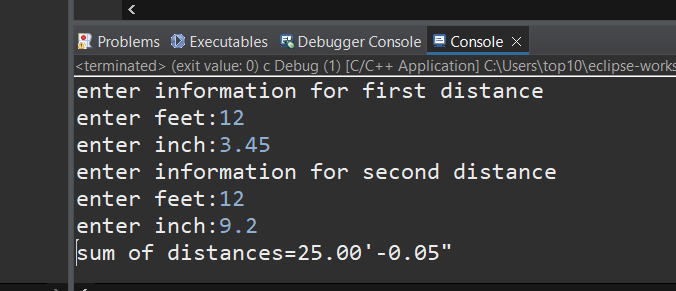 <
Problems Executables Debugger Console Console ×
<terminated> (exit value: 0) c Debug (1) [C/C++ Application] C:\Users\top10\eclipse-works
enter information for first distance
enter feet:12
enter inch:3.45
enter information for second distance
enter feet:12
enter inch:9.2
sum of distances=25.00'-0.05"